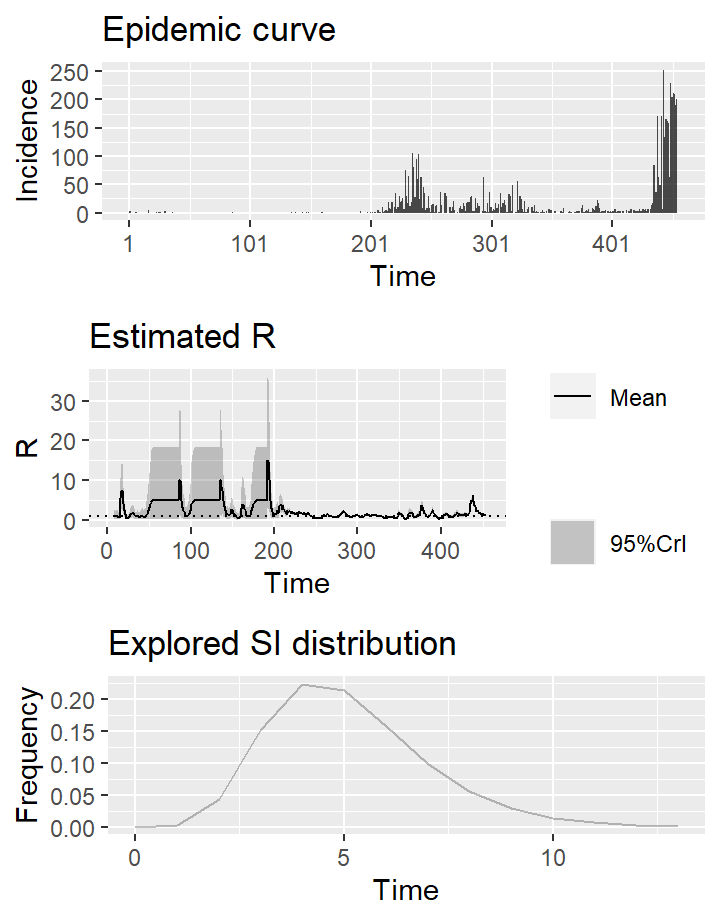 Epidemic curve
250
200
150
100
50
0
Incidence
1 101 201 301 401
Time
Estimated R
30
20
10
0
R
0 100 200 300 400
Time
Mean
95%CrI
Explored SI distribution
0.20
0.15
0.10
0.05
0.00
Frequency
0 5 10
Time